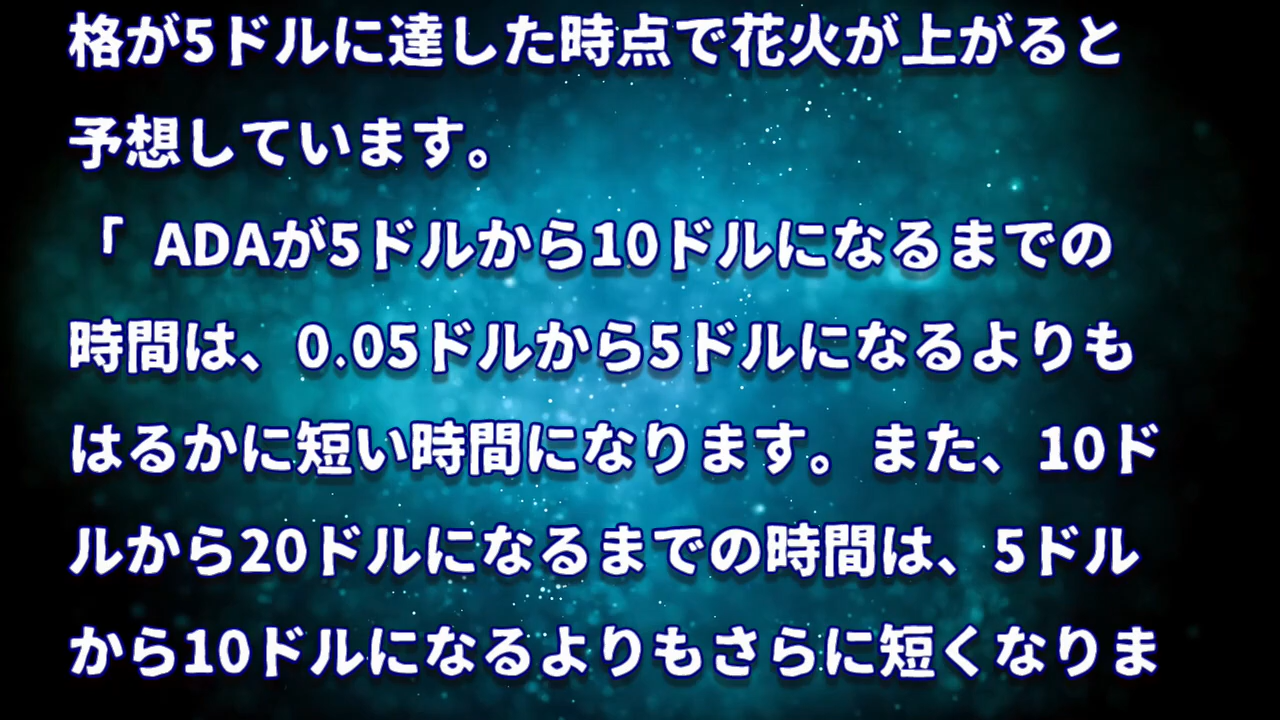 格が5ドルに達した時点で花火が上がると
予想しています。
「 ADAが5ドルから10ドルになるまでの
時間は、0.05ドルから5ドルになるよりも
はるかに短い時間になります。また、10ド
ルから20ドルになるまでの時間は、5ドル
から10ドルになるよりもさらに短くなりま